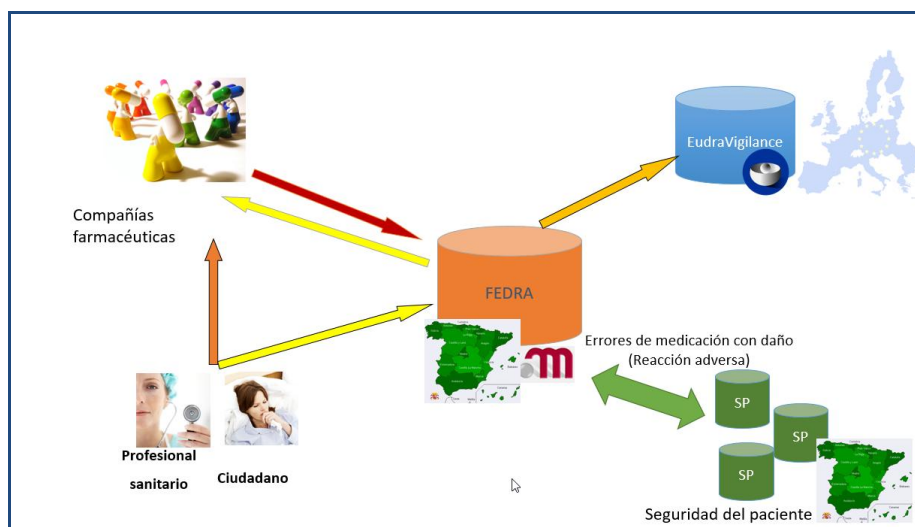 EudraVigilance
Compañías
farmacéuticas
FEDRA
Errores de medicación con daño
(Reacción adversa)
SP
SP
SP
Profesional
sanitario
Ciudadano
Seguridad del paciente